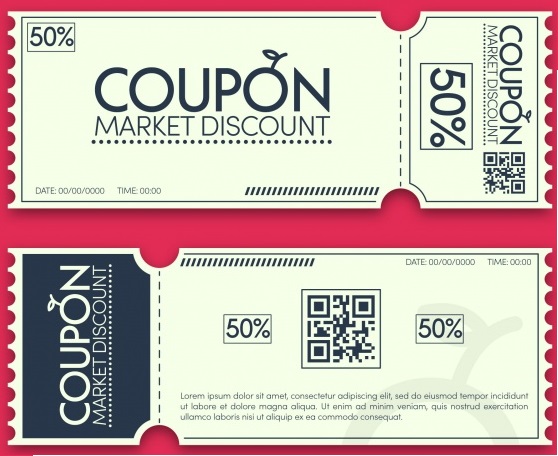 50%
COUPON
MARKET DISCOUNT
DATE: 00/00/0000 TIME: 00:00
50%
COUPON
MARKET DISCOUNT
COUPON
MARKET DISCOUNT
DATE: 00/00/0000 TIME: 00:00
50%
50%
Lorem ipsum dolor sit amet, consectetur adipiscing elit, sed do eiusmod tempor incididunt
ut labore et dolore magna aliqua. Ut enim ad minim veniam, quis nostrud exercitation
ullamco laboris nisi ut aliquip ex ea commodo consequat.